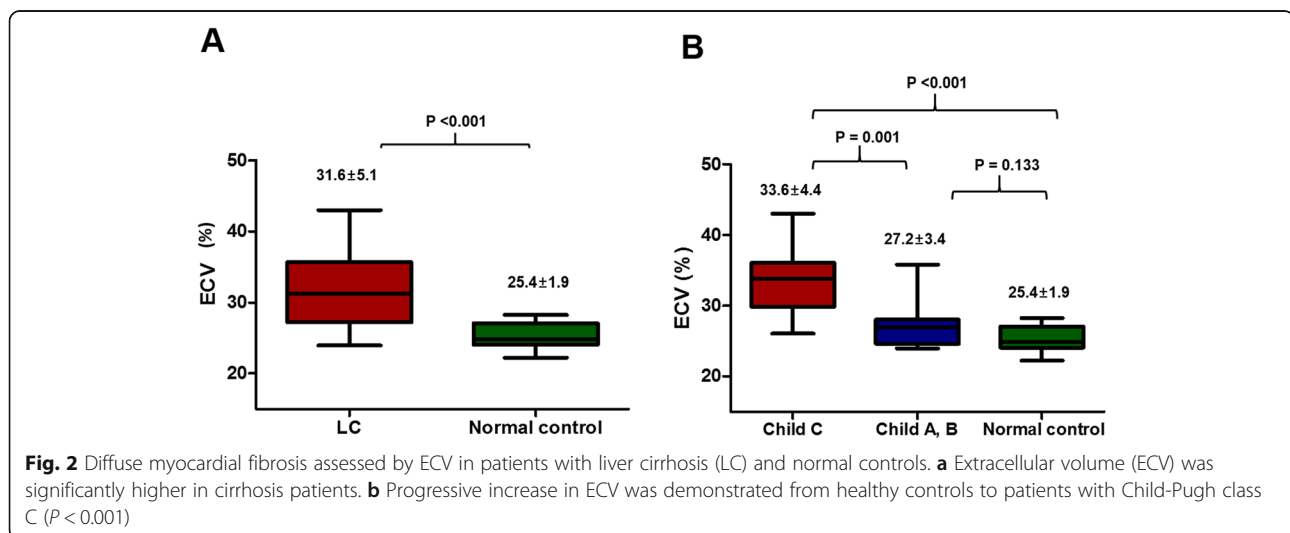 A
B
P <0.001
P <0.001
P = 0.001
P = 0.133
50
40
30
20
ECV (%)
31.6±5.1
25.4±1.9
LC
Normal control
50
40
30
20
ECV (%)
33.6±4.4
27.2±3.4
25.4±1.9
Child C
Child A, B
Normal control
Fig. 2 Diffuse myocardial fibrosis assessed by ECV in patients with liver cirrhosis (LC) and normal controls. a Extracellular volume (ECV) was
significantly higher in cirrhosis patients. b Progressive increase in ECV was demonstrated from healthy controls to patients with Child-Pugh class
C (P < 0.001)